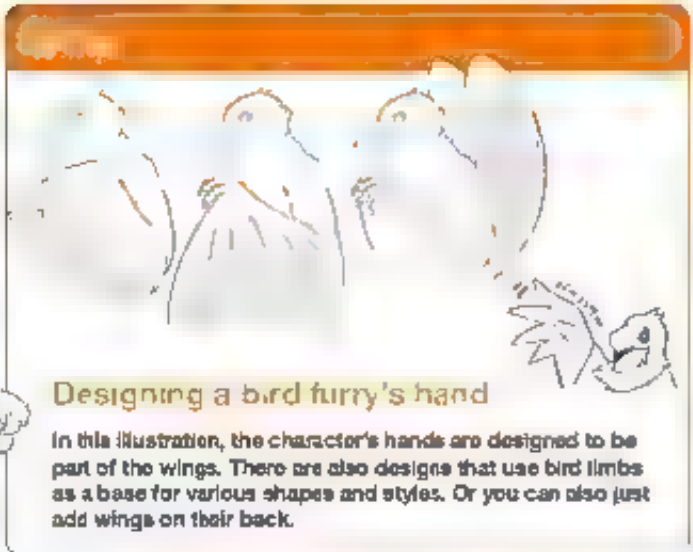 Designing a bird furry's hand
In this illustration, the character's hands are designed to be
part of the wings. There are also designs that use bird limbs
as a base for various shapes and styles. Or you can also just
add wings on their back.